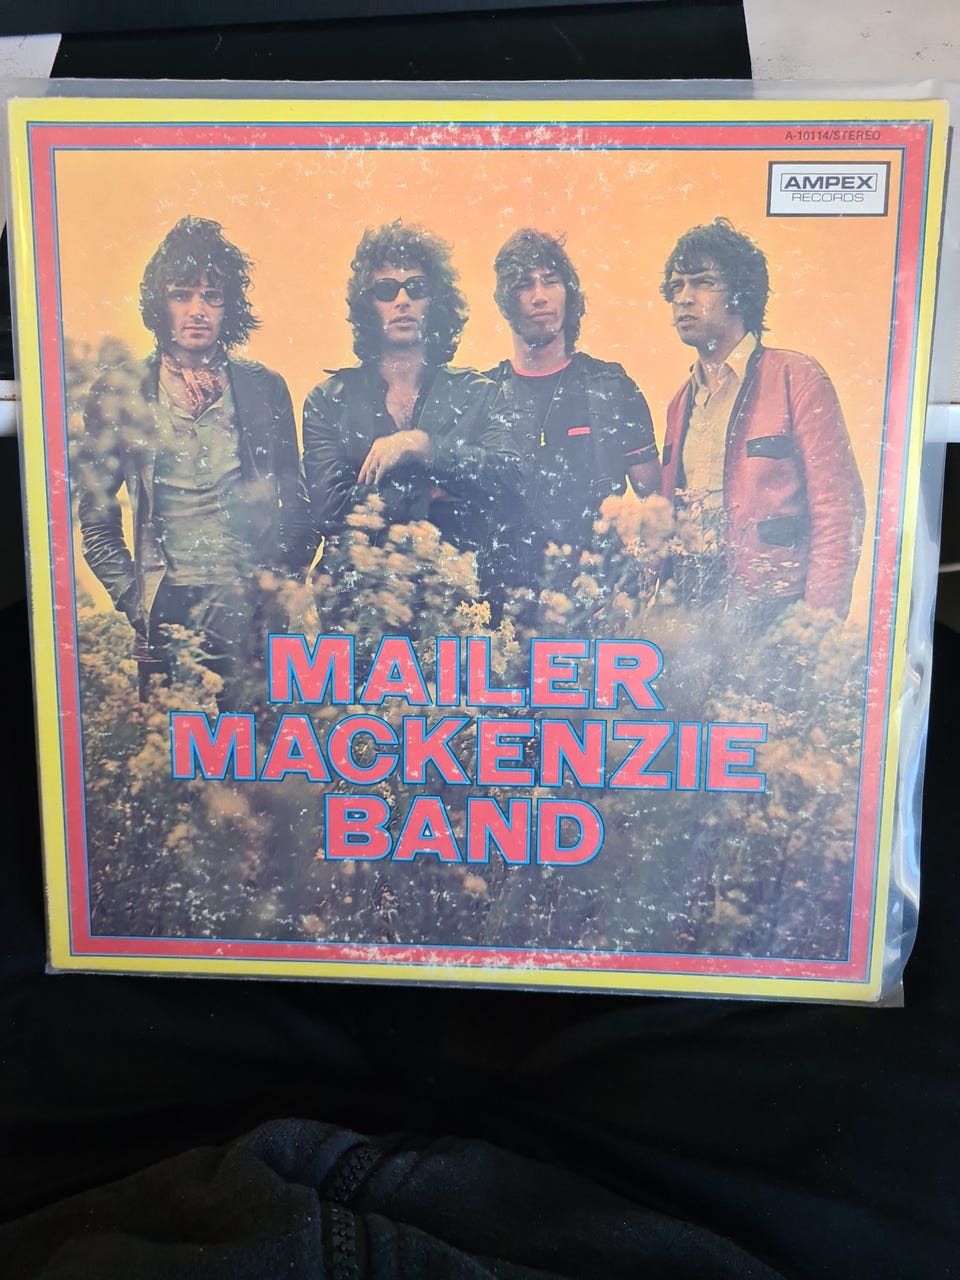 A-10114/STEREO
AMPEX
RECORDS
MAILER
MACKENZIE
BAND